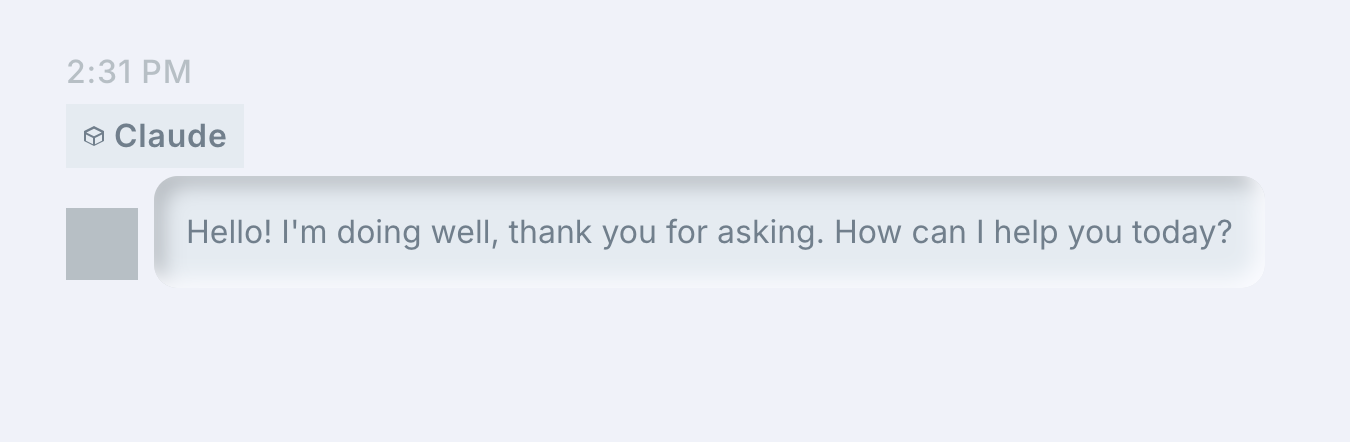 2:31 PM
Claude
Hello! I'm doing well, thank you for asking. How can I help you today?